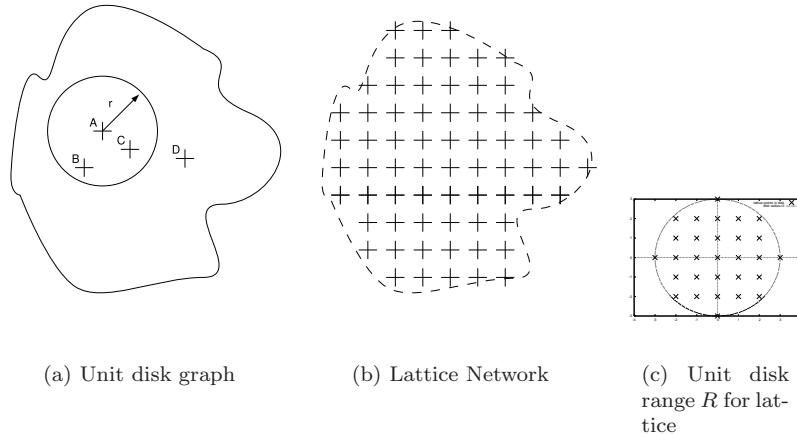 r
A
C
B
D
(a) Unit disk graph
(b) Lattice Network
(c) Unit disk
range R for lat-
tice